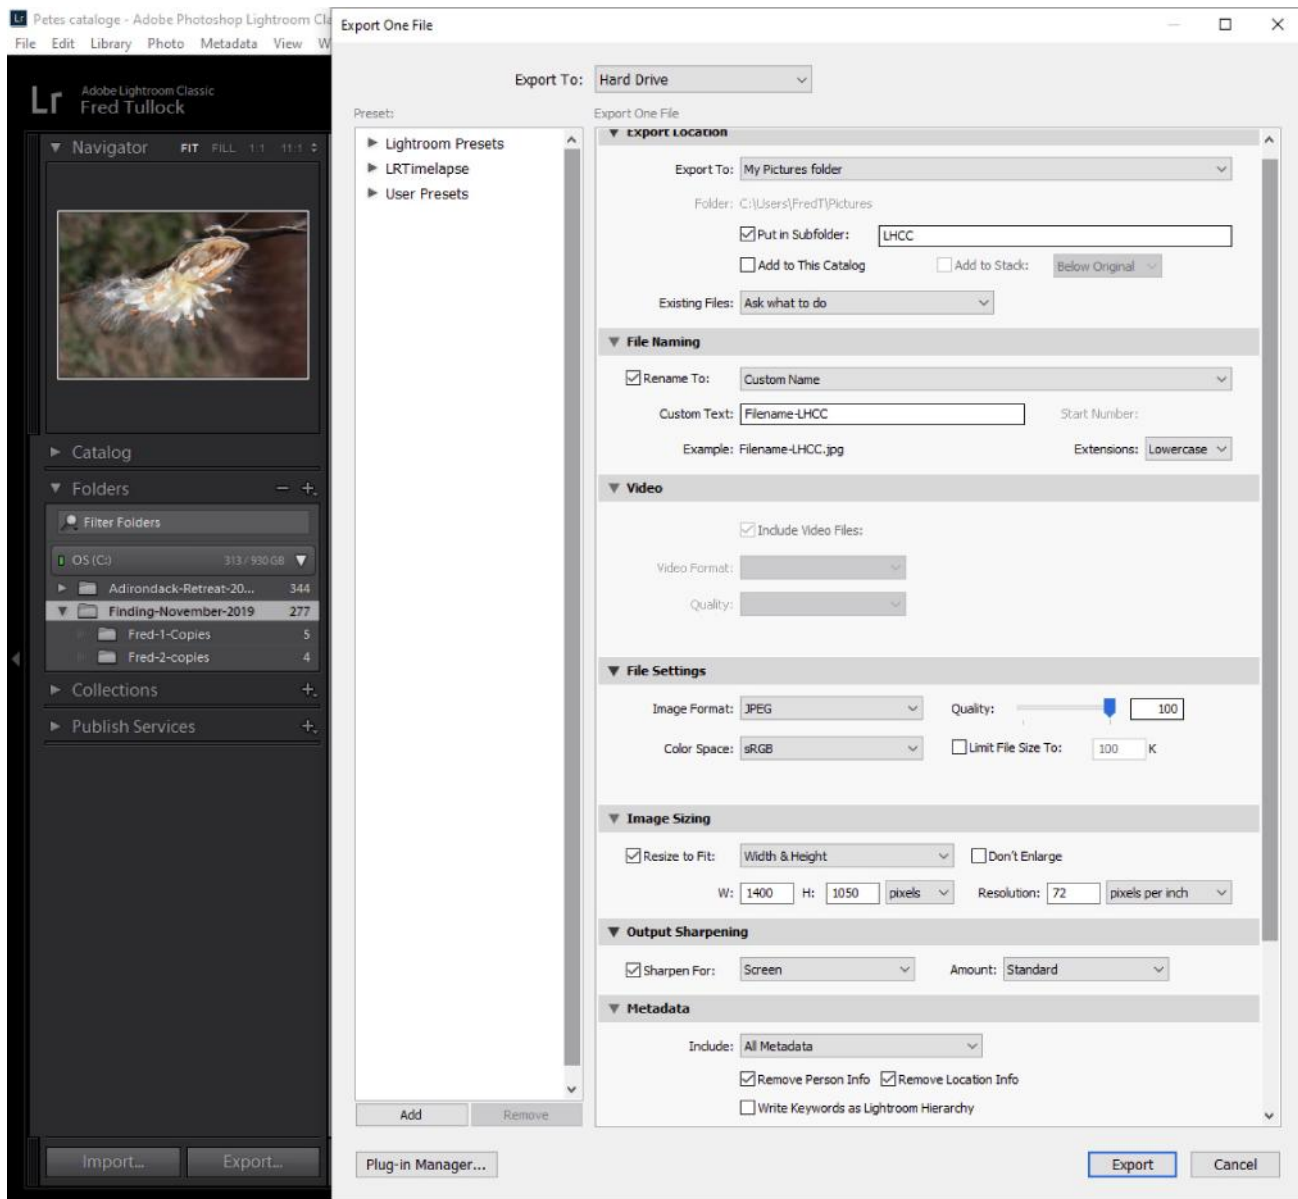 Lr Petes cataloge - Adobe Photoshop Lightroom Cla
File Edit Library Photo Metadata View W
Lr Adobe Lightroom Classic
Fred Tullock
Navigator FIT FILL 1:1 11:1
Catalog
Folders − +
Filter Folders
OS (C:) 313 / 930 GB
Adirondack-Retreat-20... 344
Finding-November-2019 277
Fred-1-Copies 5
Fred-2-copies 4
Collections +
Publish Services +
Import... Export...
Export One File
Export To: Hard Drive
Preset:
Lightroom Presets
LRTimelapse
User Presets
Add Remove
Plug-in Manager...
Export One File
Export Location
Export To: My Pictures folder
Folder: C:\Users\FredT\Pictures
Put in Subfolder: LHCC
Add to This Catalog Add to Stack: Below Original
Existing Files: Ask what to do
File Naming
Rename To: Custom Name
Custom Text: Filename-LHCC Start Number:
Example: Filename-LHCC.jpg Extensions: Lowercase
Video
Include Video Files:
Video Format:
Quality:
File Settings
Image Format: JPEG Quality: 100
Color Space: sRGB Limit File Size To: 100 K
Image Sizing
Resize to Fit: Width & Height Don't Enlarge
W: 1400 H: 1050 pixels Resolution: 72 pixels per inch
Output Sharpening
Sharpen For: Screen Amount: Standard
Metadata
Include: All Metadata
Remove Person Info Remove Location Info
Write Keywords as Lightroom Hierarchy
Export Cancel